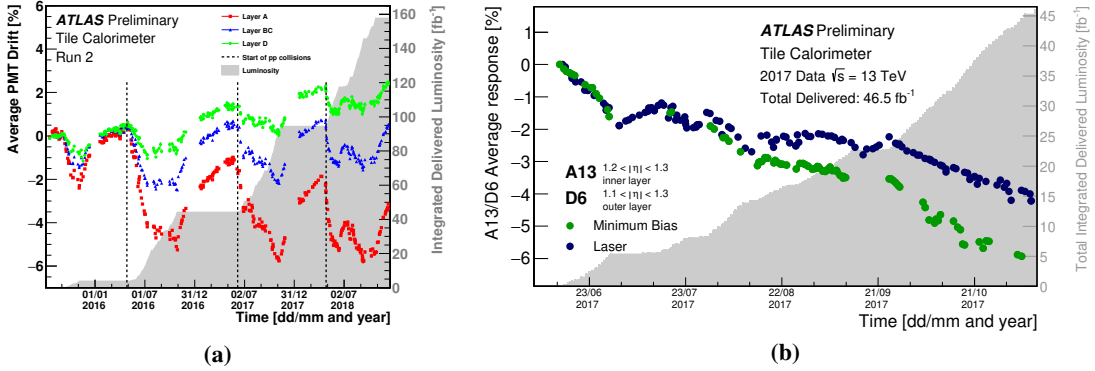 ATLAS Preliminary
Tile Calorimeter
Run 2
Layer A
Layer BC
Layer D
Start of pp collisions
Luminosity
Average PMT Drift [%]
6
4
2
0
−2
−4
−6
Integrated Delivered Luminosity [fb⁻¹]
160
140
120
100
80
60
40
20
0
01/01 2016
01/07 2016
31/12 2016
02/07 2017
31/12 2017
02/07 2018
Time [dd/mm and year]
(a)
ATLAS Preliminary
Tile Calorimeter
2017 Data √s = 13 TeV
Total Delivered: 46.5 fb⁻¹
A13/D6 Average response [%]
1
0
−1
−2
−3
−4
−5
−6
Total Integrated Delivered Luminosity [fb⁻¹]
45
40
35
30
25
20
15
10
5
0
A13 1.2 < |η| < 1.3
inner layer
D6 1.1 < |η| < 1.3
outer layer
Minimum Bias
Laser
23/06 2017
23/07 2017
22/08 2017
21/09 2017
21/10 2017
Time [dd/mm and year]
(b)